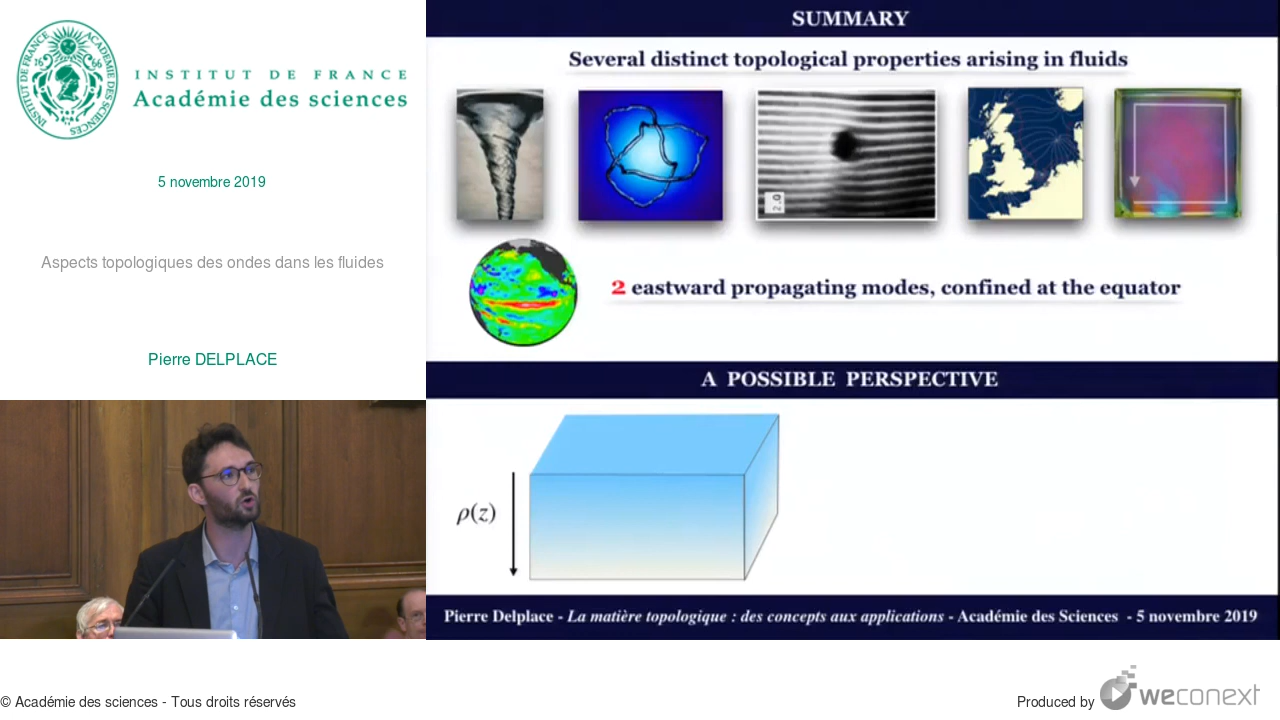 INSTITUT DE FRANCE
Académie des sciences
5 novembre 2019
Aspects topologiques des ondes dans les fluides
Pierre DELPLACE
SUMMARY
Several distinct topological properties arising in fluids
2.0
2 eastward propagating modes, confined at the equator
A POSSIBLE PERSPECTIVE
ρ(z)
Pierre Delplace - La matière topologique : des concepts aux applications - Académie des Sciences - 5 novembre 2019
© Académie des sciences - Tous droits réservés
Produced by weconext